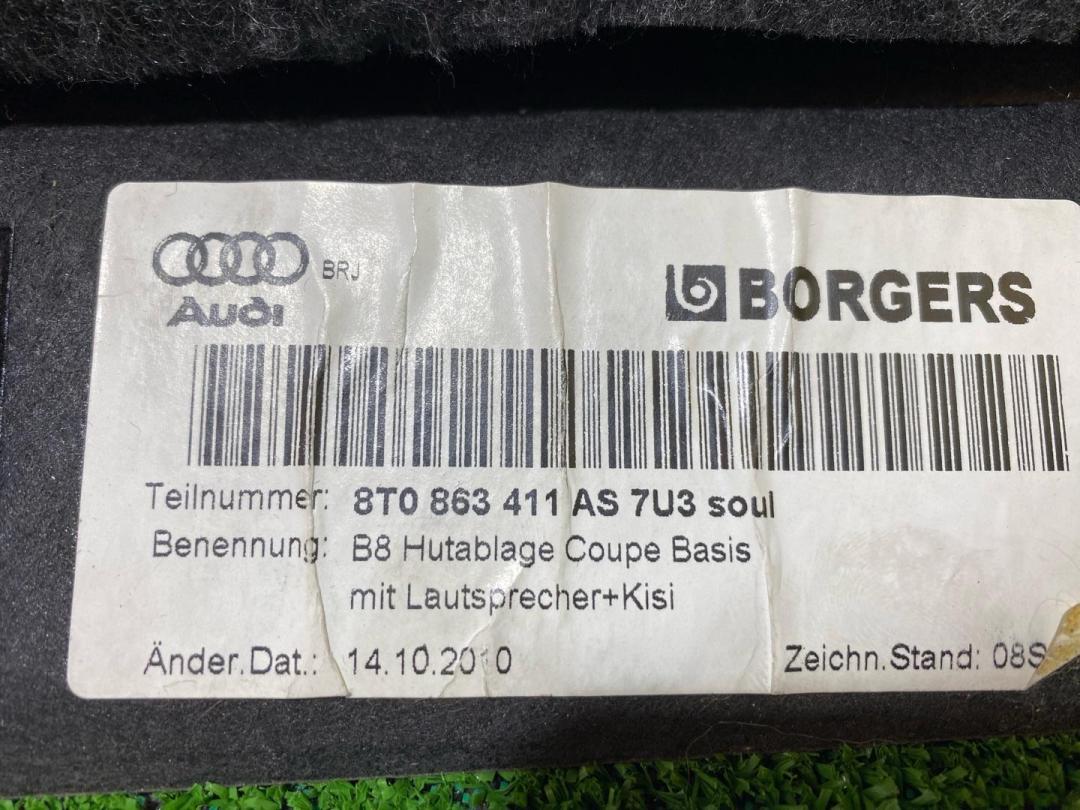 BRJ
Audi
BORGERS
Teilnummer: 8T0 863 411 AS 7U3 soul
Benennung: B8 Hutablage Coupe Basis
mit Lautsprecher+Kisi
Änder.Dat.: 14.10.2010
Zeichn.Stand: 08S